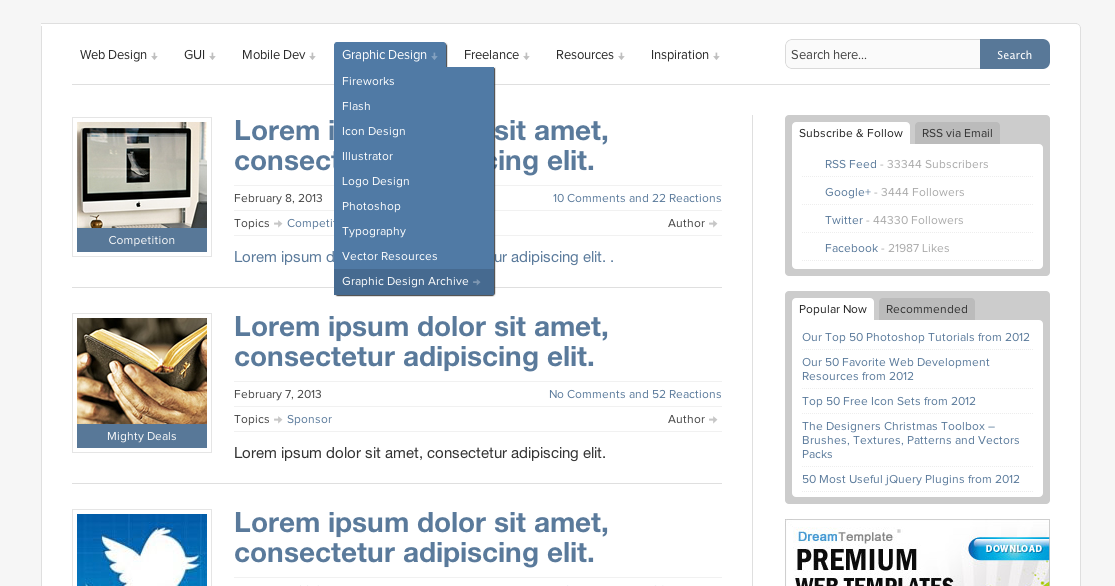 Web Design
GUI
Mobile Dev
Graphic Design
Freelance
Resources
Inspiration
Search here...
Search
Fireworks
Flash
Icon Design
Illustrator
Logo Design
Photoshop
Typography
Vector Resources
Graphic Design Archive
Competition
Lorem i sit amet,
consect cing elit.
February 8, 2013
10 Comments and 22 Reactions
Topics Competit
Author
Lorem ipsum d ur adipiscing elit. .
Mighty Deals
Lorem ipsum dolor sit amet,
consectetur adipiscing elit.
February 7, 2013
No Comments and 52 Reactions
Topics Sponsor
Author
Lorem ipsum dolor sit amet, consectetur adipiscing elit.
Lorem ipsum dolor sit amet,
consectetur adipiscing elit.
Subscribe & Follow
RSS via Email
RSS Feed - 33344 Subscribers
Google+ - 3444 Followers
Twitter - 44330 Followers
Facebook - 21987 Likes
Popular Now
Recommended
Our Top 50 Photoshop Tutorials from 2012
Our 50 Favorite Web Development
Resources from 2012
Top 50 Free Icon Sets from 2012
The Designers Christmas Toolbox –
Brushes, Textures, Patterns and Vectors
Packs
50 Most Useful jQuery Plugins from 2012
DreamTemplate
PREMIUM
DOWNLOAD
WEB TEMPLATES